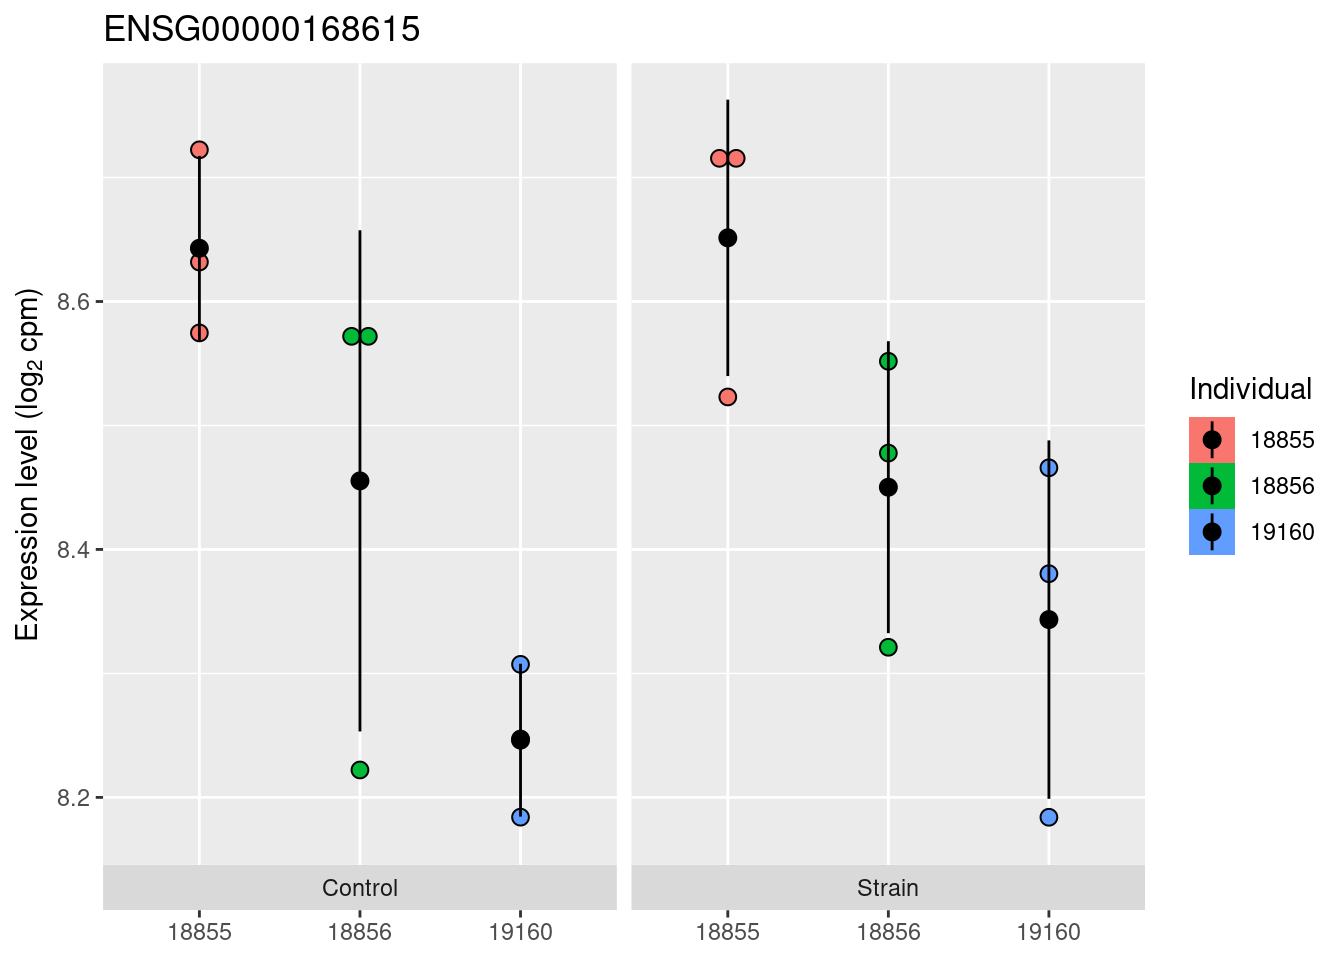 ENSG00000168615
Expression level (log2 cpm)
8.6
8.4
8.2
Control
Strain
18855
18856
19160
18855
18856
19160
Individual
18855
18856
19160